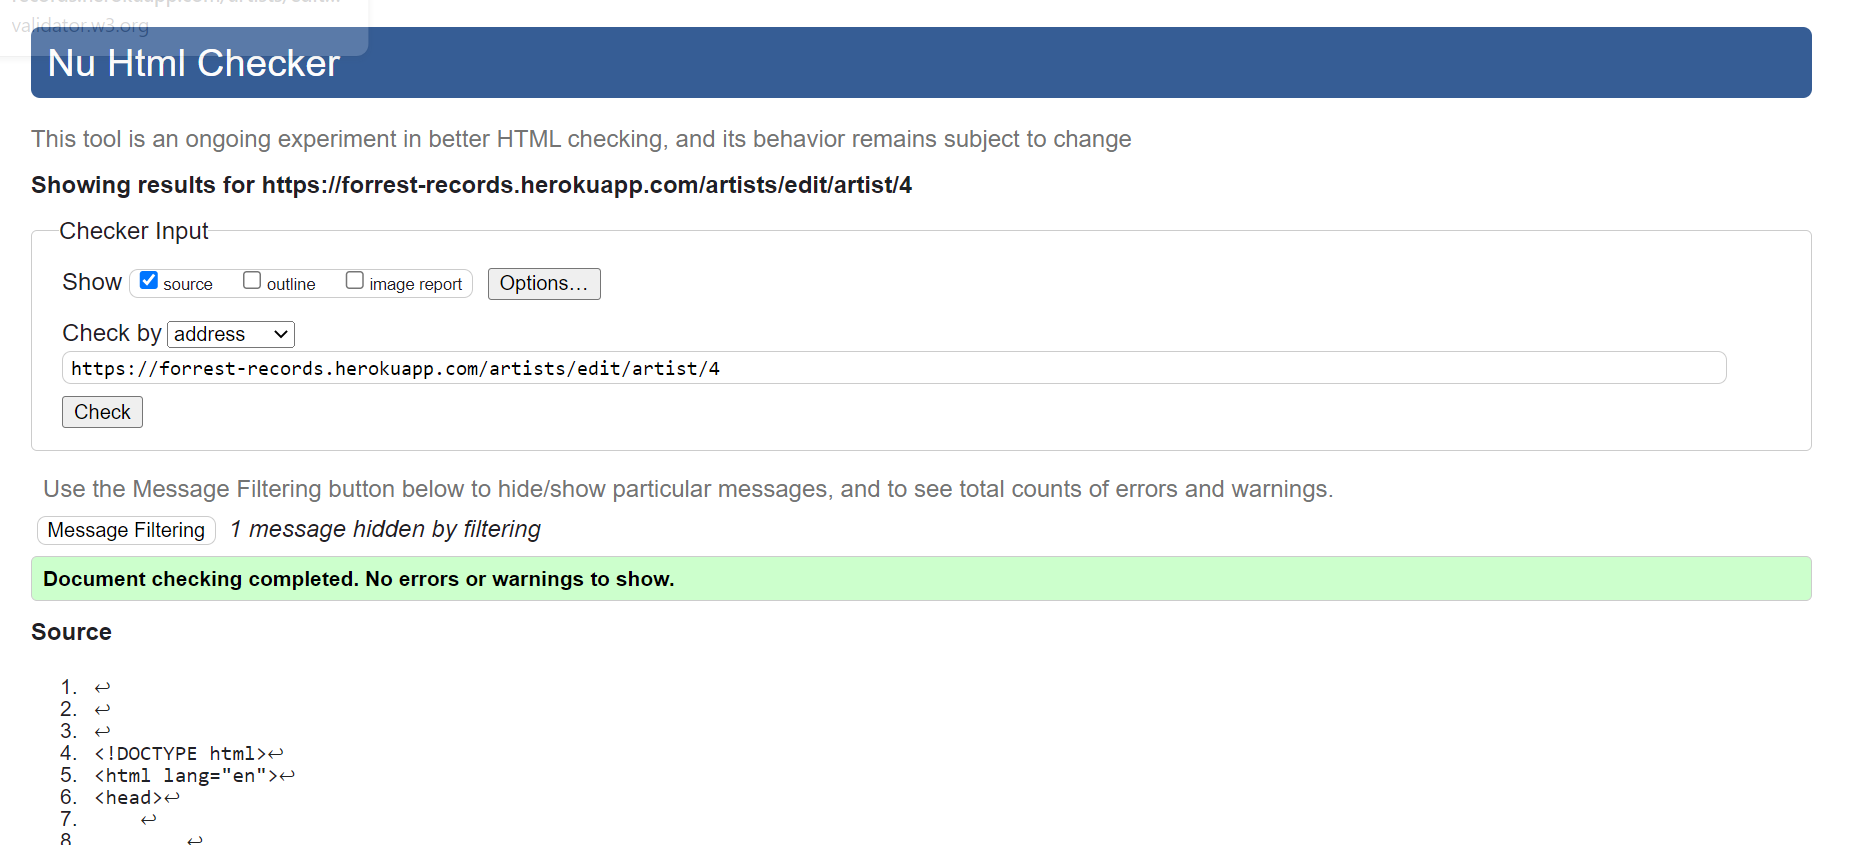 validator.w3.org
Nu Html Checker
This tool is an ongoing experiment in better HTML checking, and its behavior remains subject to change
Showing results for https://forrest-records.herokuapp.com/artists/edit/artist/4
Checker Input
Show source outline image report Options...
Check by address
https://forrest-records.herokuapp.com/artists/edit/artist/4
Check
Use the Message Filtering button below to hide/show particular messages, and to see total counts of errors and warnings.
Message Filtering 1 message hidden by filtering
Document checking completed. No errors or warnings to show.
Source
1. ↩
2. ↩
3. ↩
4. <!DOCTYPE html>↩
5. <html lang="en">↩
6. <head>↩
7. ↩
8. ↩